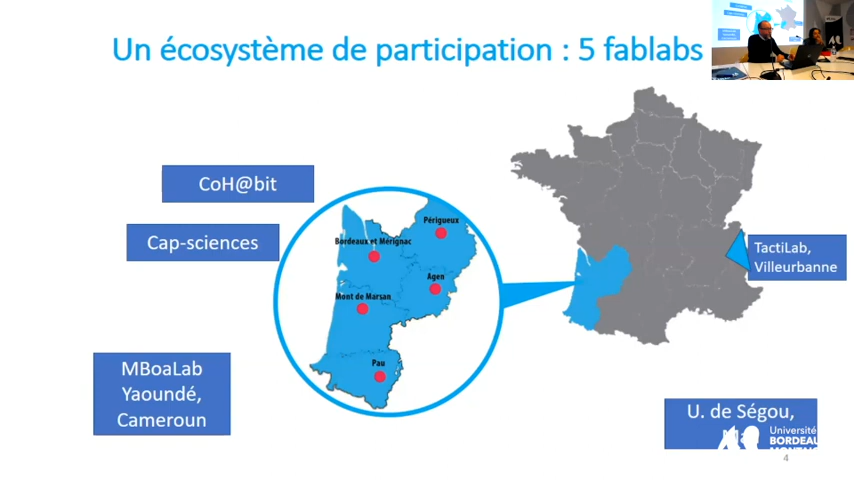 Un écosystème de participation : 5 fablabs
CoH@bit
Cap-sciences
Périgueux
Bordeaux et Mérignac
Agen
Mont de Marsan
Pau
TactiLab,
Villeurbanne
MBoaLab
Yaoundé,
Cameroun
U. de Ségou,
Université
4